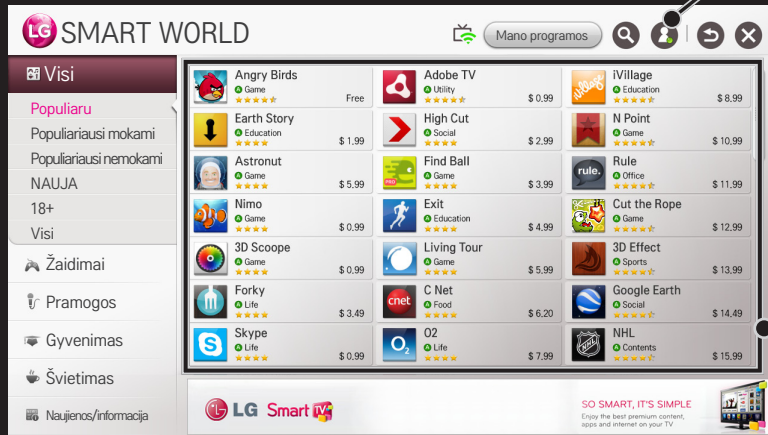 LG SMART WORLD
Mano programos
Visi
Populiaru
Populiariausi mokami
Populiariausi nemokami
NAUJA
18+
Visi
Žaidimai
Pramogos
Gyvenimas
Švietimas
Naujienos/informacija
Angry Birds
A Game
Free
Adobe TV
A Utility
$ 0,99
iVillage
A Education
$ 8,99
Earth Story
A Education
$ 1,99
High Cut
A Social
$ 2,99
N Point
A Game
$ 10,99
Astronut
A Game
$ 5,99
PRO
Find Ball
A Game
$ 3,99
rule.
Rule
A Office
$ 11,99
Nimo
A Game
$ 0,99
Exit
A Education
$ 4,99
Cut the Rope
A Game
$ 12,99
3D Scoope
A Game
$ 0,99
Living Tour
A Game
$ 5,99
3D Effect
A Sports
$ 13,99
Forky
A Life
$ 3,49
cnet
C Net
A Food
$ 6,20
Google Earth
A Social
$ 14,49
Skype
A Life
$ 0,99
O2
O2
A Life
$ 7,99
NHL
NHL
A Contents
$ 15,99
LG Smart TV
SO SMART, IT'S SIMPLE
Enjoy the best premium content,
apps and internet on your TV